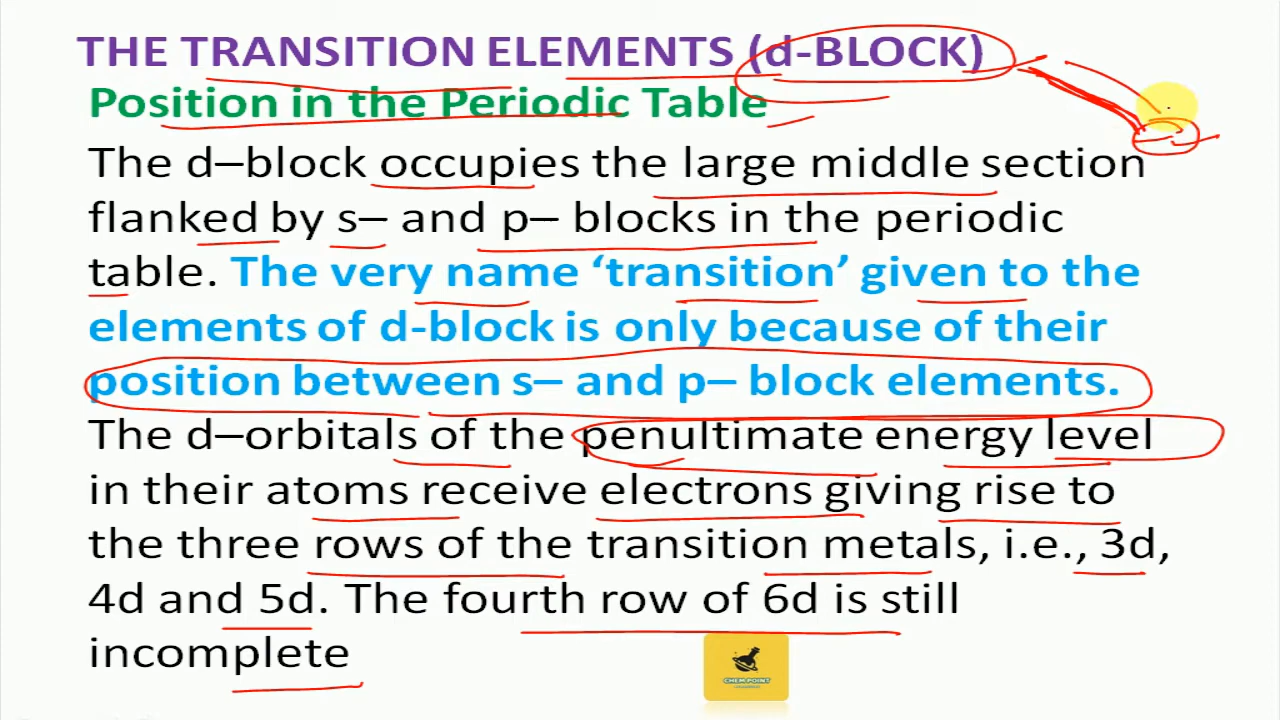 THE TRANSITION ELEMENTS (d-BLOCK)
Position in the Periodic Table
The d–block occupies the large middle section
flanked by s– and p– blocks in the periodic
table. The very name ‘transition’ given to the
elements of d-block is only because of their
position between s– and p– block elements.
The d–orbitals of the penultimate energy level
in their atoms receive electrons giving rise to
the three rows of the transition metals, i.e., 3d,
4d and 5d. The fourth row of 6d is still
incomplete
CHEM POINT